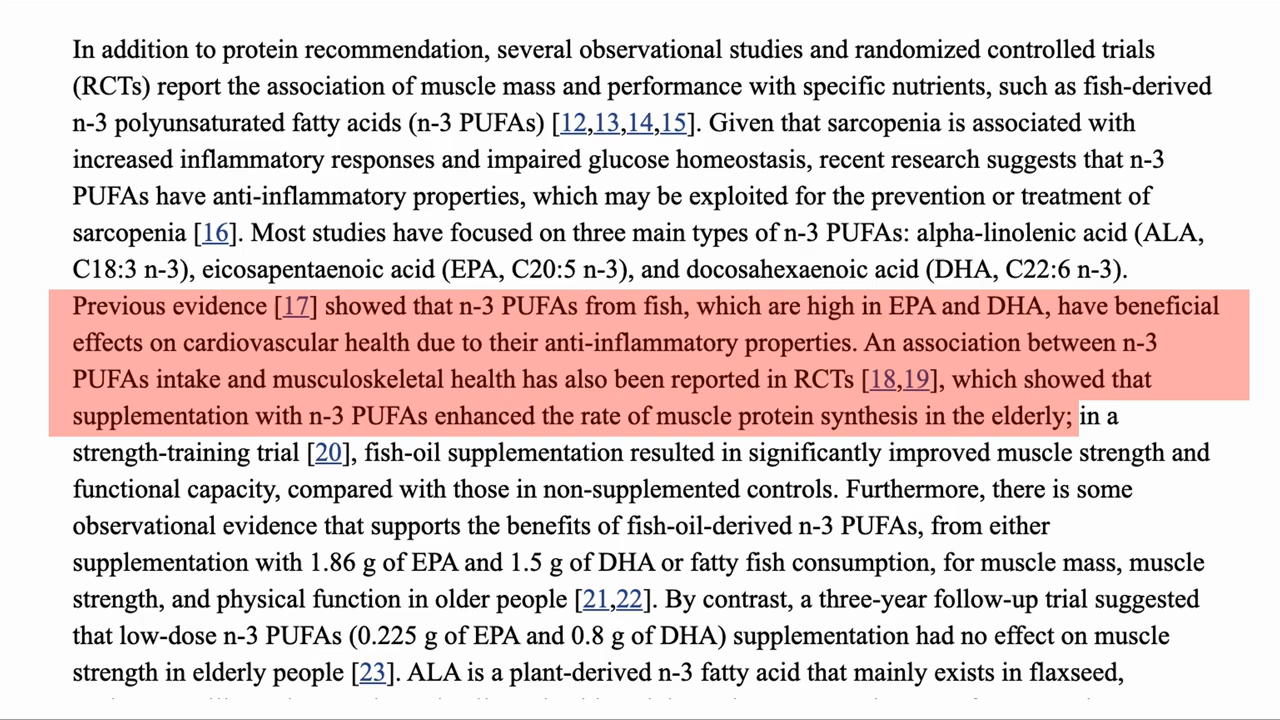 In addition to protein recommendation, several observational studies and randomized controlled trials
(RCTs) report the association of muscle mass and performance with specific nutrients, such as fish-derived
n-3 polyunsaturated fatty acids (n-3 PUFAs) [12,13,14,15]. Given that sarcopenia is associated with
increased inflammatory responses and impaired glucose homeostasis, recent research suggests that n-3
PUFAs have anti-inflammatory properties, which may be exploited for the prevention or treatment of
sarcopenia [16]. Most studies have focused on three main types of n-3 PUFAs: alpha-linolenic acid (ALA,
C18:3 n-3), eicosapentaenoic acid (EPA, C20:5 n-3), and docosahexaenoic acid (DHA, C22:6 n-3).
Previous evidence [17] showed that n-3 PUFAs from fish, which are high in EPA and DHA, have beneficial
effects on cardiovascular health due to their anti-inflammatory properties. An association between n-3
PUFAs intake and musculoskeletal health has also been reported in RCTs [18,19], which showed that
supplementation with n-3 PUFAs enhanced the rate of muscle protein synthesis in the elderly; in a
strength-training trial [20], fish-oil supplementation resulted in significantly improved muscle strength and
functional capacity, compared with those in non-supplemented controls. Furthermore, there is some
observational evidence that supports the benefits of fish-oil-derived n-3 PUFAs, from either
supplementation with 1.86 g of EPA and 1.5 g of DHA or fatty fish consumption, for muscle mass, muscle
strength, and physical function in older people [21,22]. By contrast, a three-year follow-up trial suggested
that low-dose n-3 PUFAs (0.225 g of EPA and 0.8 g of DHA) supplementation had no effect on muscle
strength in elderly people [23]. ALA is a plant-derived n-3 fatty acid that mainly exists in flaxseed,